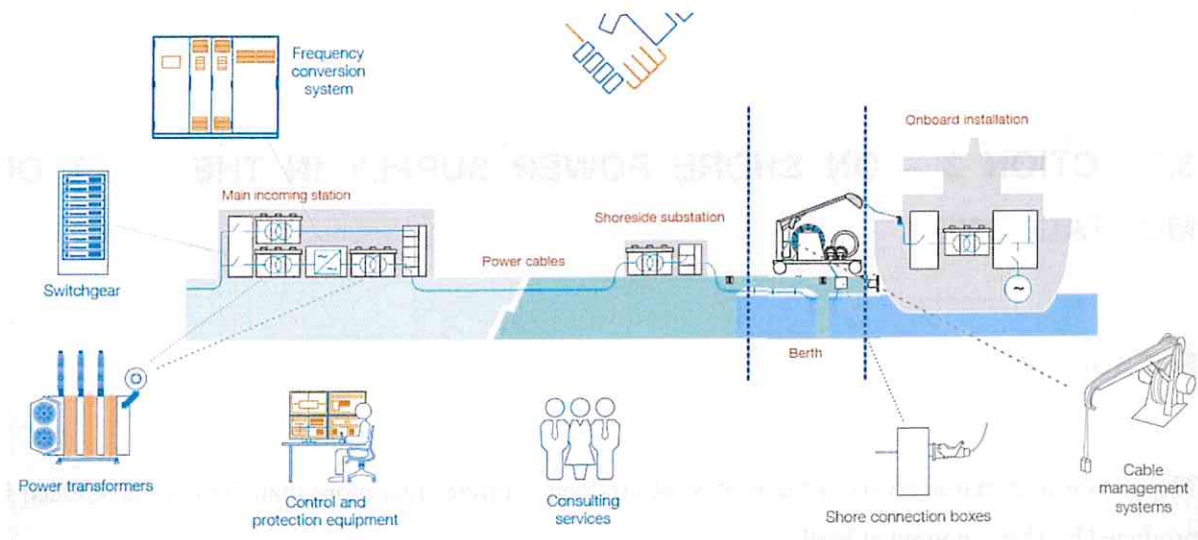 Frequency
conversion
system
Onboard installation
Main incoming station
Shoreside substation
Power cables
Switchgear
Berth
Power transformers
Control and
protection equipment
Consulting
services
Shore connection boxes
Cable
management
systems